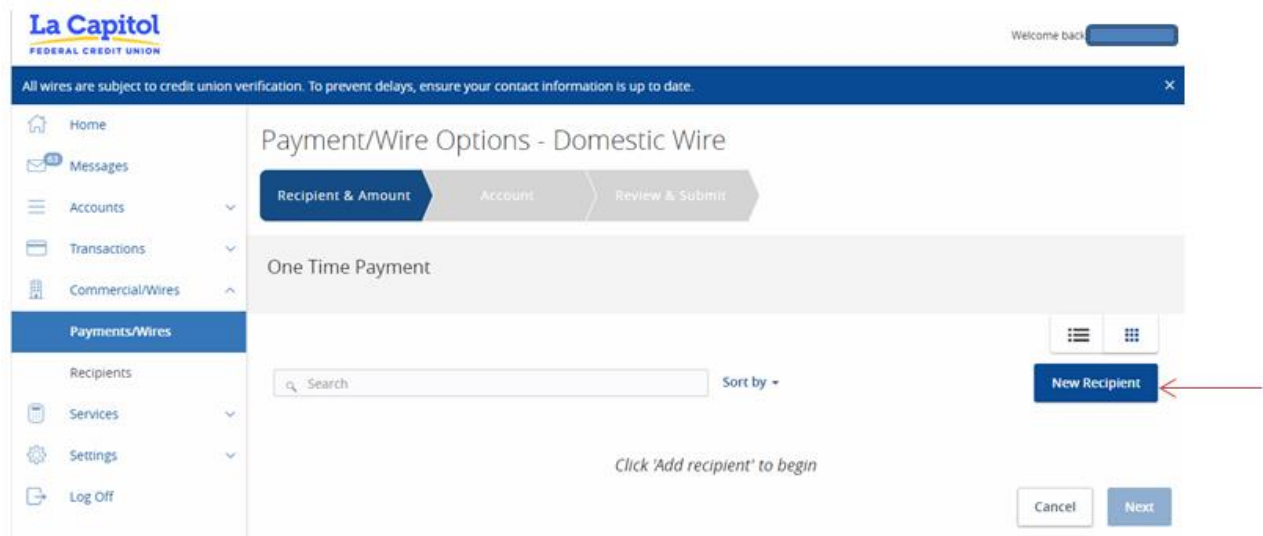 La Capitol
FEDERAL CREDIT UNION
Welcome back
All wires are subject to credit union verification. To prevent delays, ensure your contact information is up to date. ×
Home
63
Messages
Accounts
Transactions
Commercial/Wires
Payments/Wires
Recipients
Services
Settings
Log Off
Payment/Wire Options - Domestic Wire
Recipient & Amount Account Review & Submit
One Time Payment
Search Sort by New Recipient
Click 'Add recipient' to begin
Cancel Next